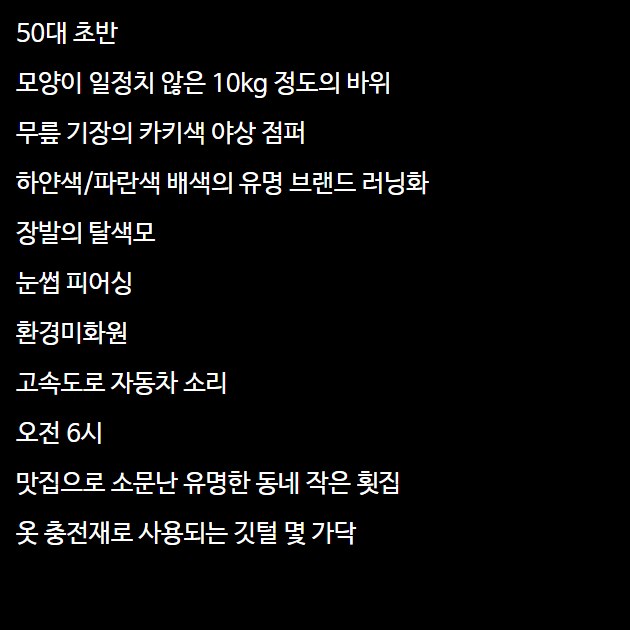 50대 초반
모양이 일정치 않은 10kg 정도의 바위
무릎 기장의 카키색 야상 점퍼
하얀색/파란색 배색의 유명 브랜드 러닝화
장발의 탈색모
눈썹 피어싱
환경미화원
고속도로 자동차 소리
오전 6시
맛집으로 소문난 유명한 동네 작은 횟집
옷 충전재로 사용되는 깃털 몇 가닥